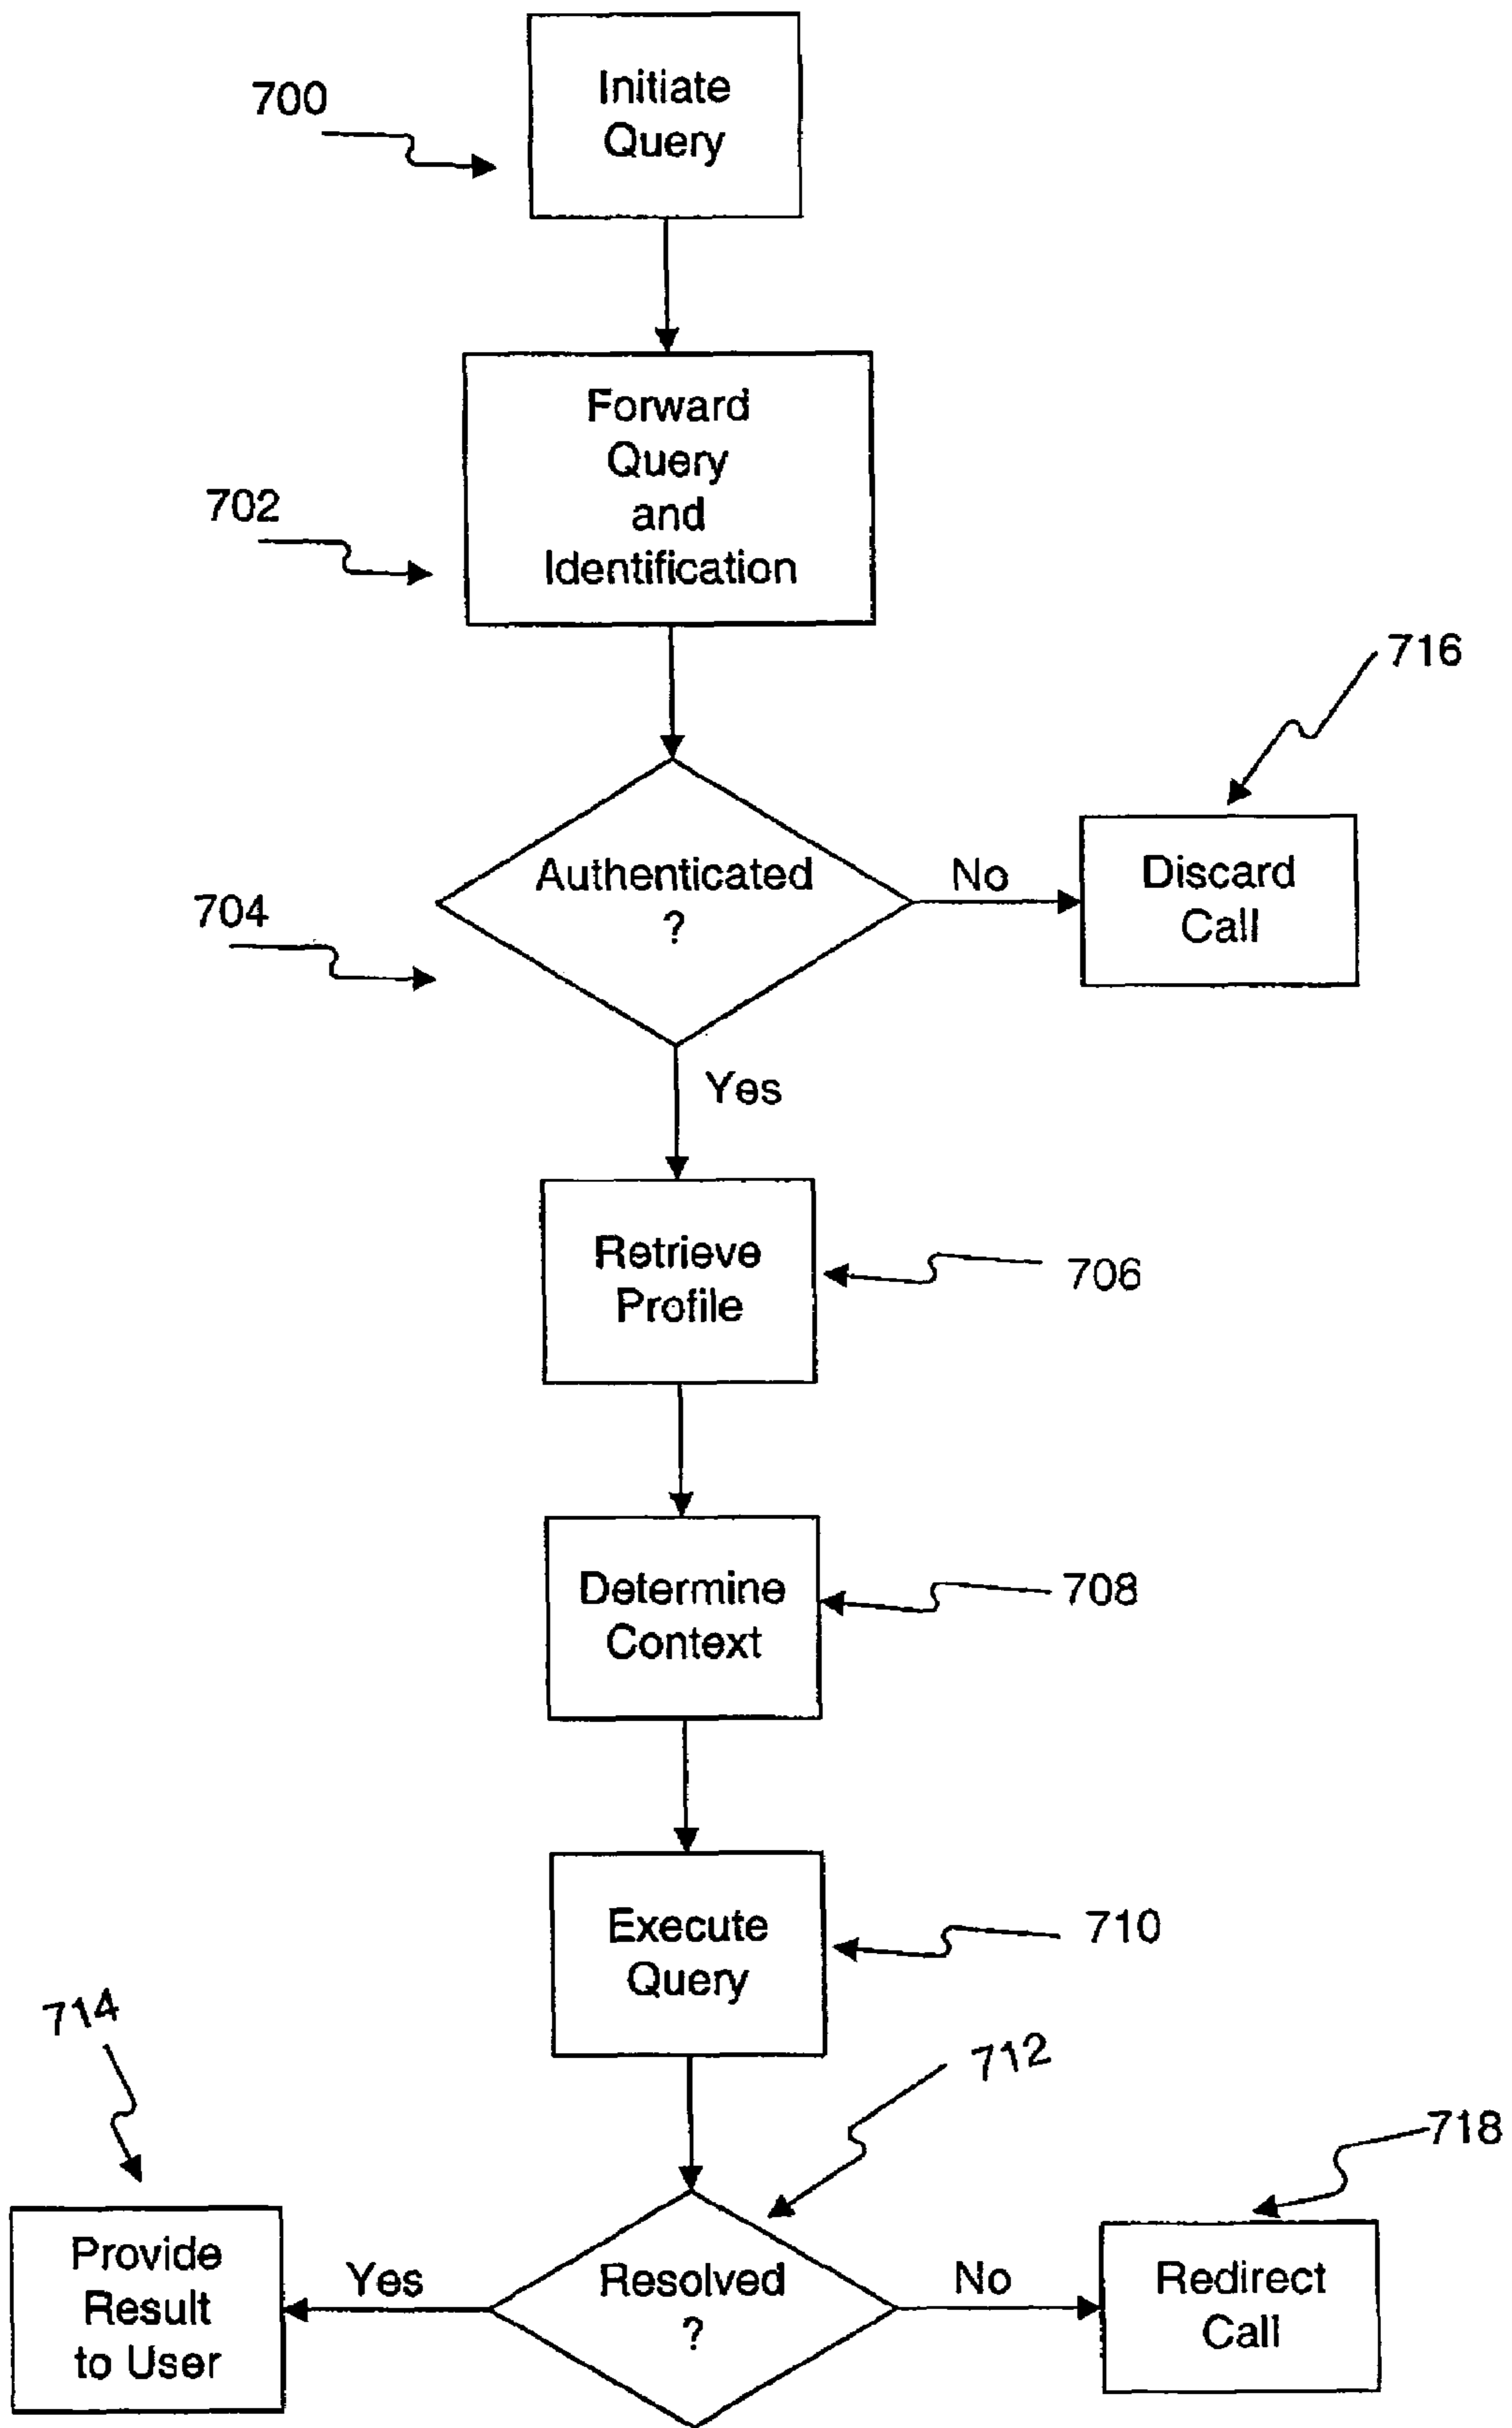 Initiate
Query
700
Forward
Query
and
Identification
702
716
Authenticated
?
No
Discard
Call
704
Yes
Retrieve
Profile
706
Determine
Context
708
Execute
Query
710
714
712
718
Provide
Result
to User
Yes
Resolved
?
No
Redirect
Call